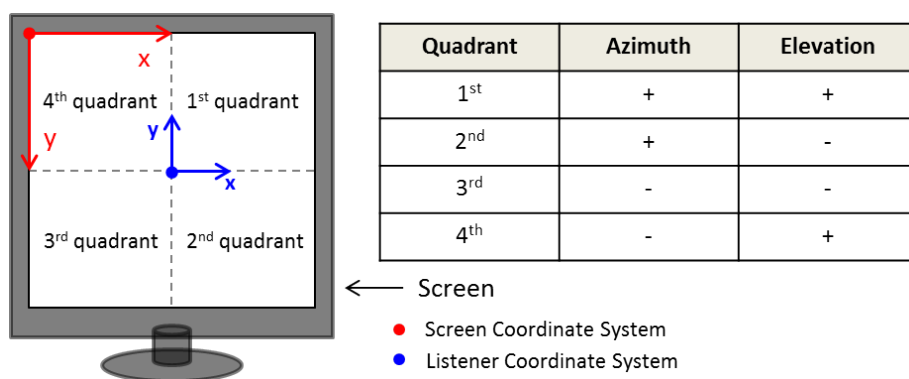 x
4th quadrant 1st quadrant
y
y
x
3rd quadrant 2nd quadrant
Quadrant Azimuth Elevation
1st + +
2nd + -
3rd - -
4th - +
Screen
Screen Coordinate System
Listener Coordinate System